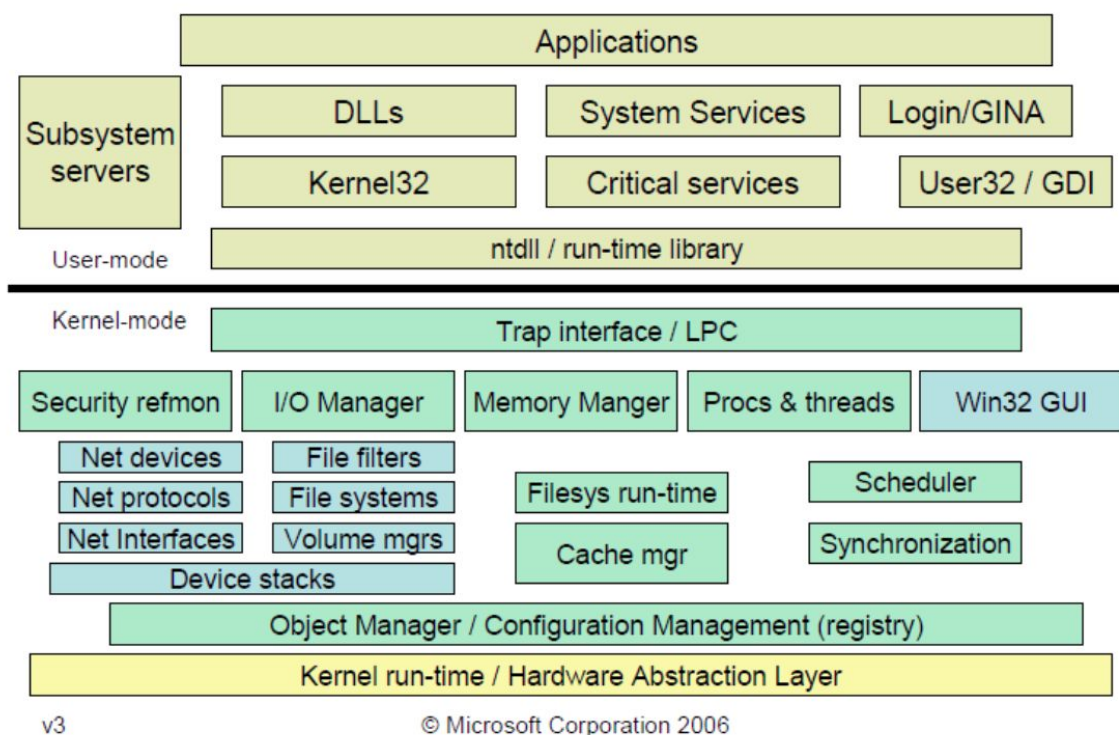 Applications
Subsystem
servers
DLLs
System Services
Login/GINA
Kernel32
Critical services
User32 / GDI
ntdll / run-time library
User-mode
Kernel-mode
Trap interface / LPC
Security refmon
I/O Manager
Memory Manger
Procs & threads
Win32 GUI
Net devices
File filters
Net protocols
File systems
Filesys run-time
Scheduler
Net Interfaces
Volume mgrs
Cache mgr
Synchronization
Device stacks
Object Manager / Configuration Management (registry)
Kernel run-time / Hardware Abstraction Layer
v3
© Microsoft Corporation 2006